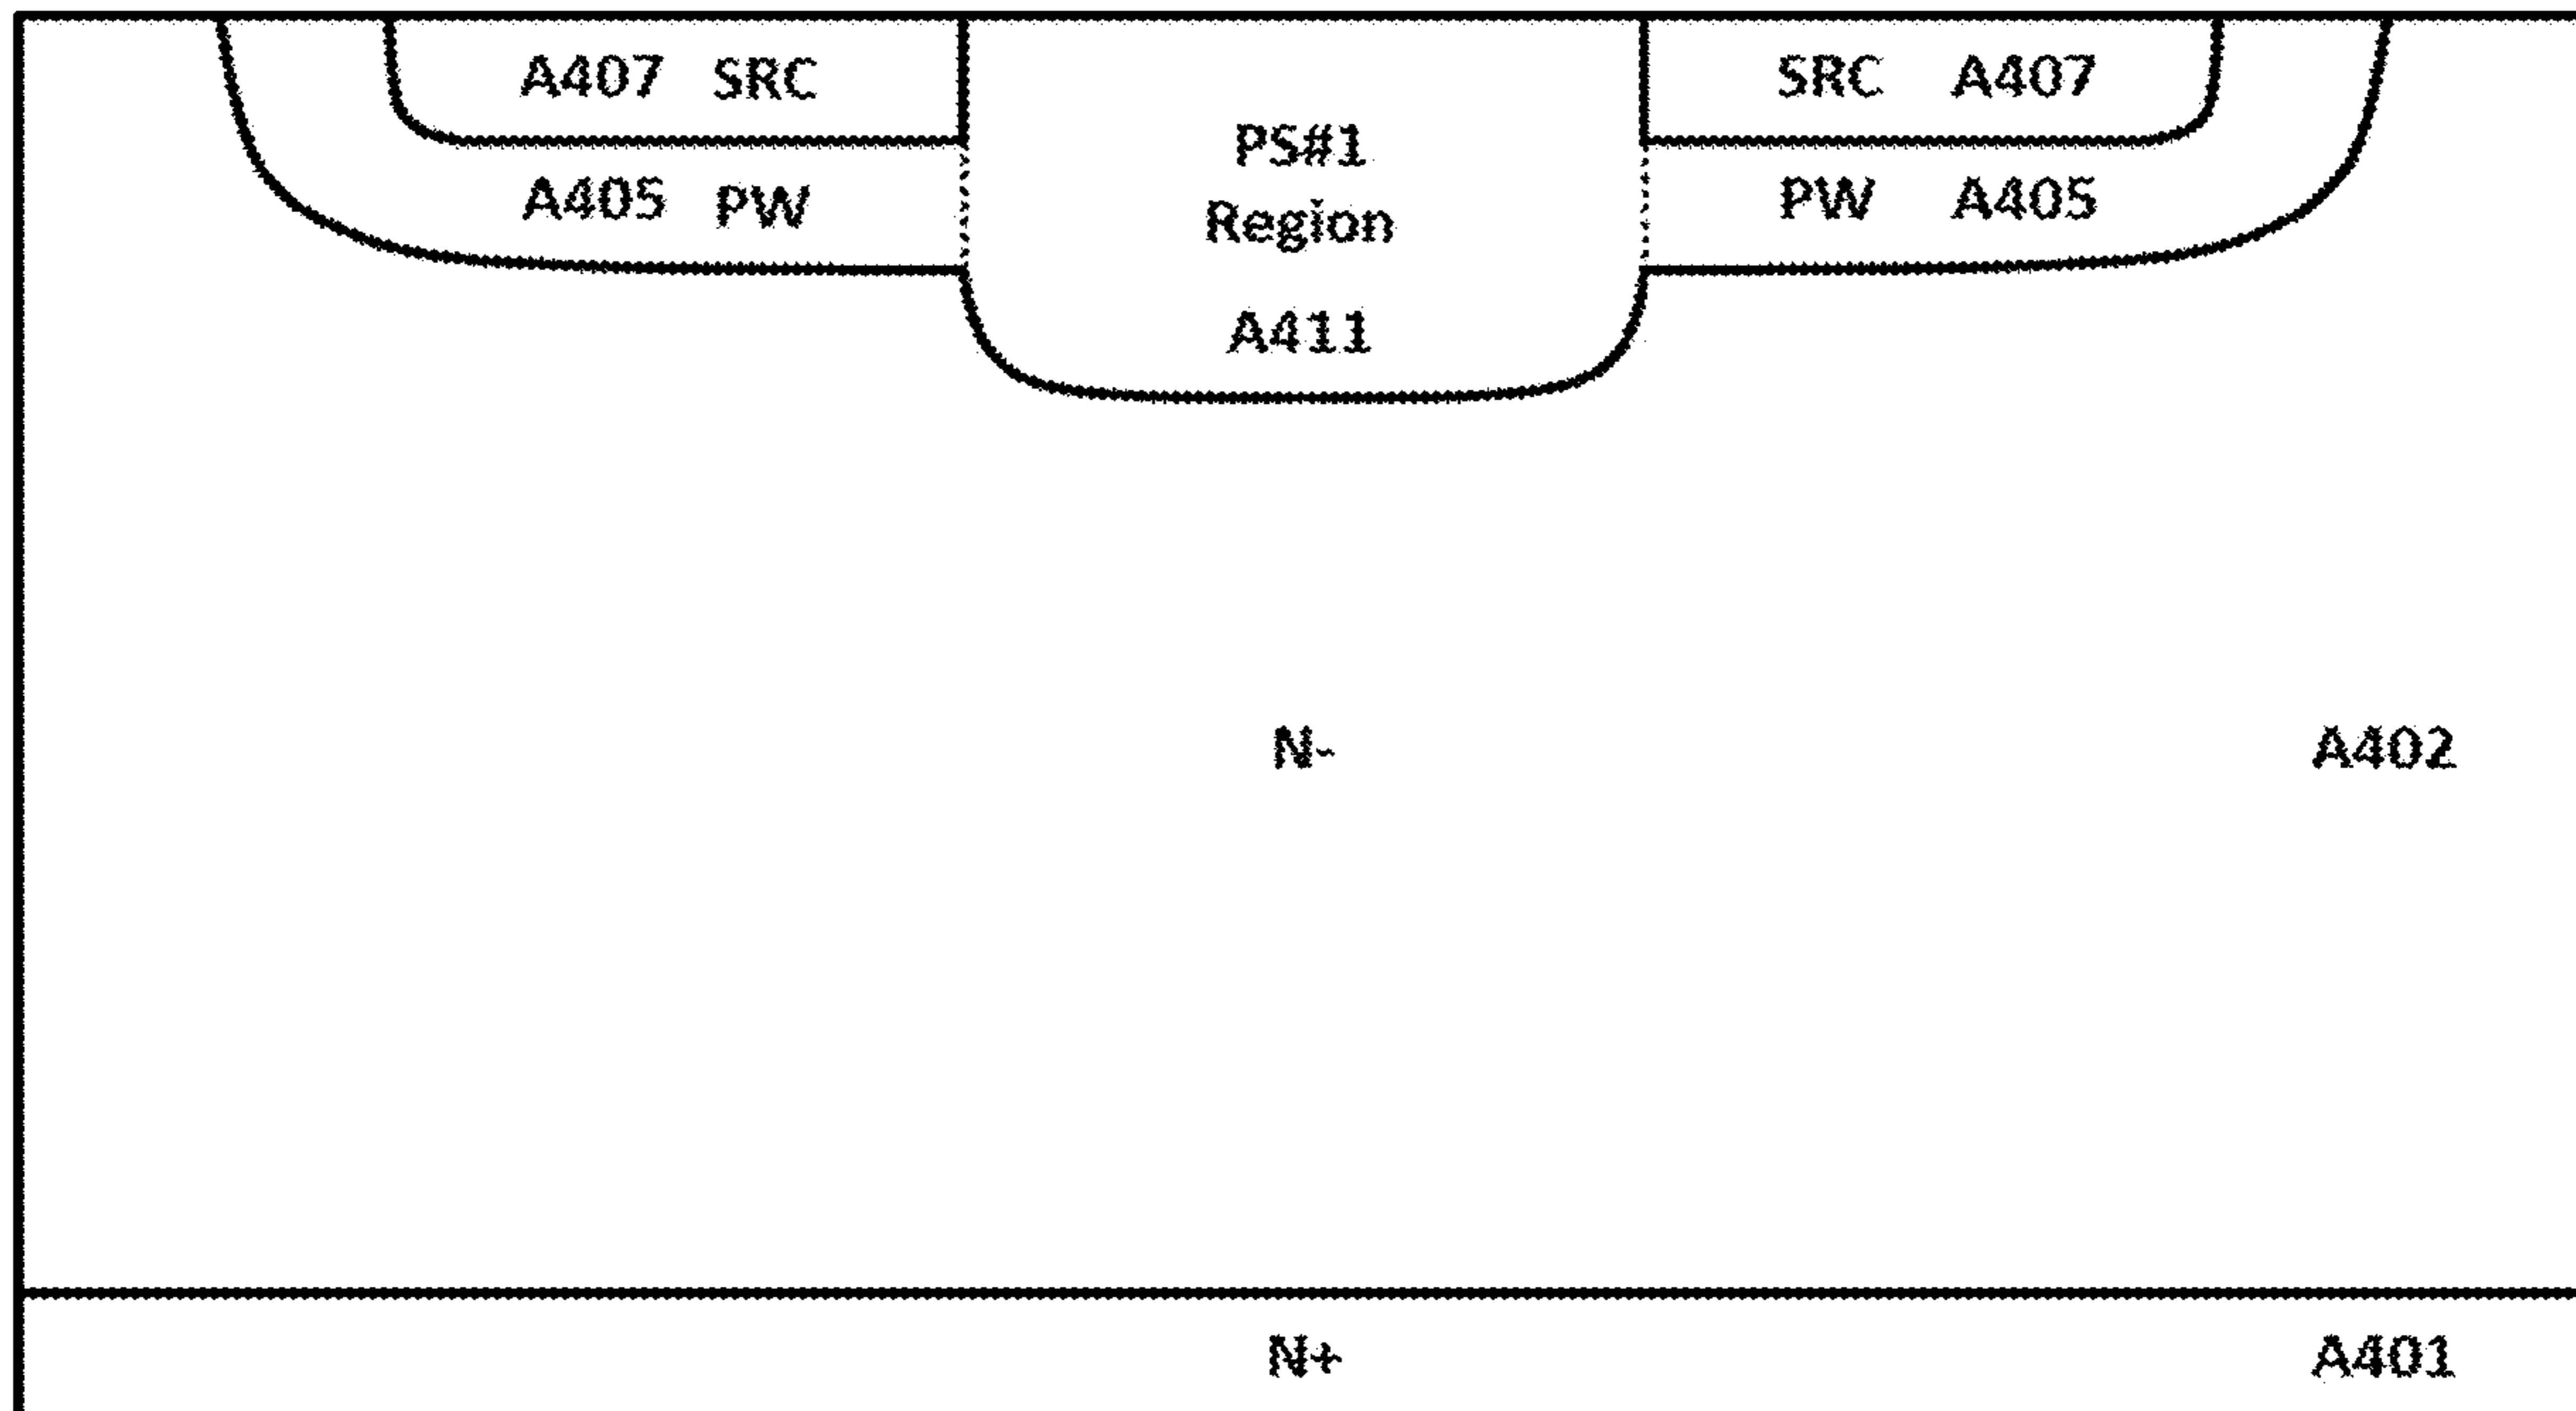 A407 SRC
SRC A407
PS#1
Region
A405 PW
PW A405
A411
N-
A402
N+
A401